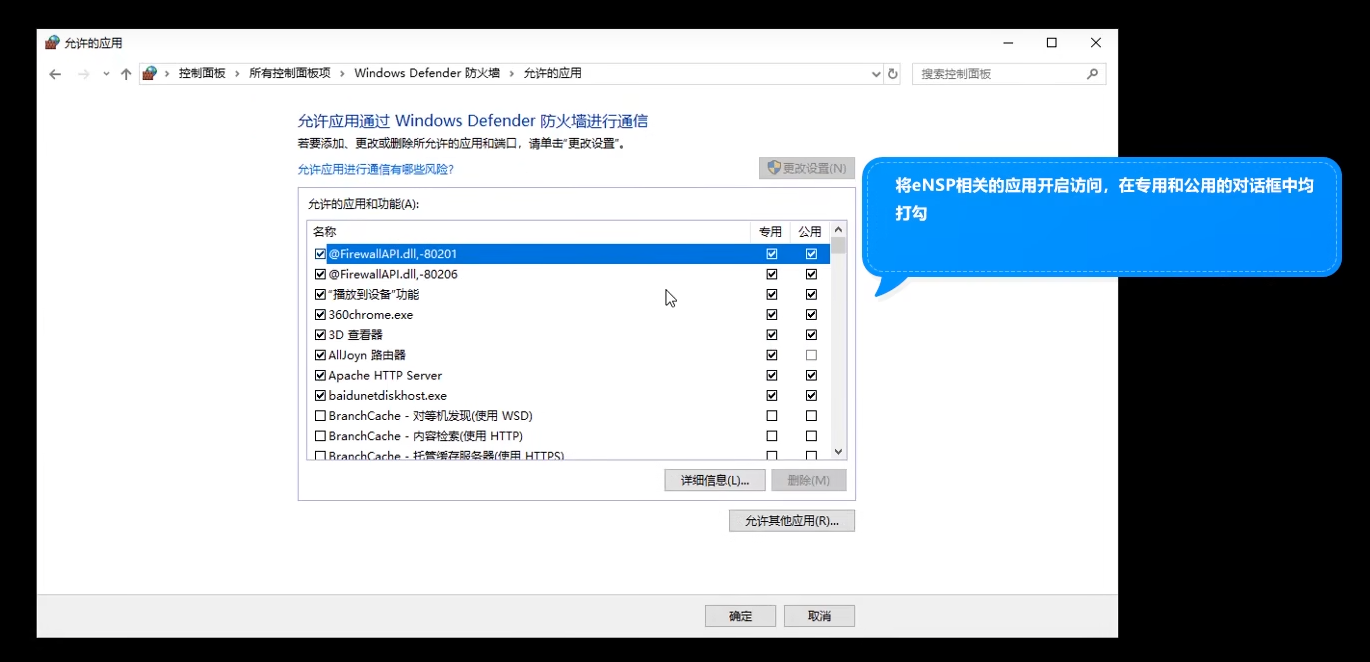 允许的应用
控制面板 › 所有控制面板项 › Windows Defender 防火墙 › 允许的应用
搜索控制面板
允许应用通过 Windows Defender 防火墙进行通信
若要添加、更改或删除所允许的应用和端口，请单击“更改设置”。
允许应用进行通信有哪些风险?
更改设置(N)
将eNSP相关的应用开启访问，在专用和公用的对话框中均
打勾
允许的应用和功能(A):
名称 专用 公用
@FirewallAPI.dll,-80201
@FirewallAPI.dll,-80206
“播放到设备”功能
360chrome.exe
3D 查看器
AllJoyn 路由器
Apache HTTP Server
baidunetdiskhost.exe
BranchCache - 对等机发现(使用 WSD)
BranchCache - 内容检索(使用 HTTP)
BranchCache - 托管缓存服务器(使用 HTTPS)
详细信息(L)... 删除(M)
允许其他应用(R)...
确定 取消